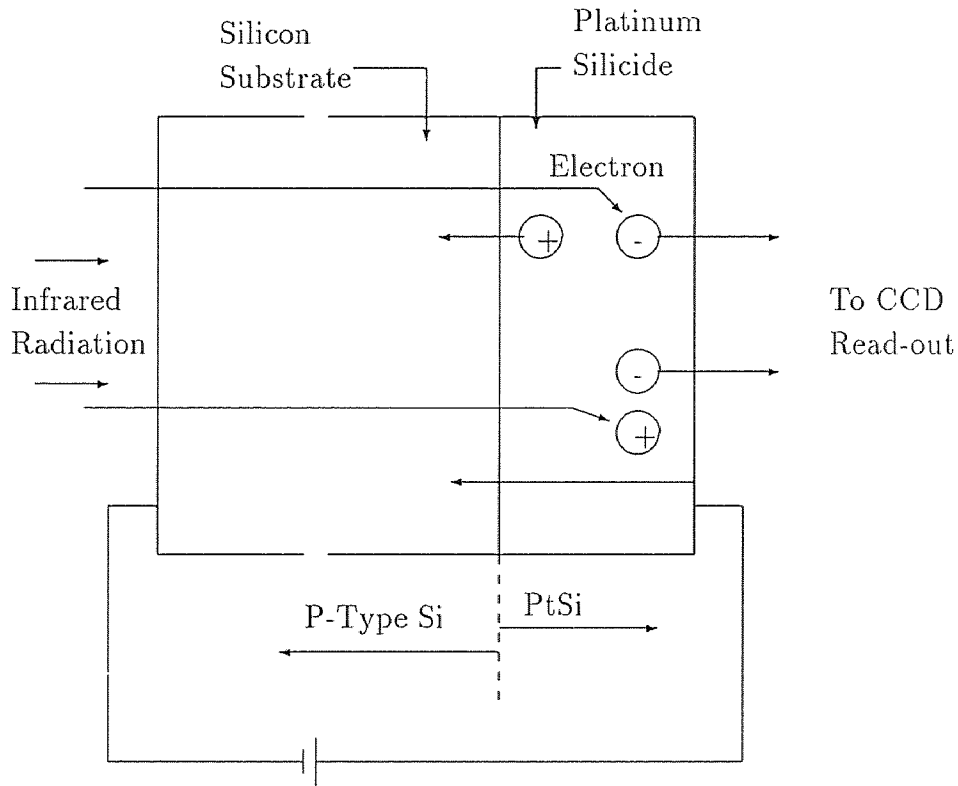 Silicon
Substrate
Platinum
Silicide
Electron
+
-
Infrared
Radiation
To CCD
Read-out
-
+
P-Type Si
PtSi